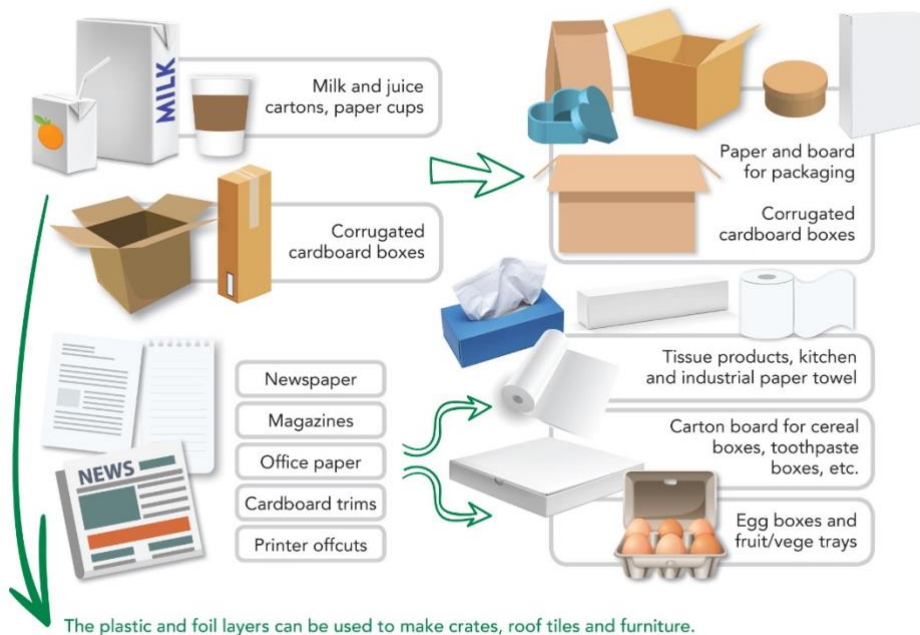 MILK
Milk and juice
cartons, paper cups
Corrugated
cardboard boxes
Paper and board
for packaging
Corrugated
cardboard boxes
NEWS
Newspaper
Magazines
Office paper
Cardboard trims
Printer offcuts
Tissue products, kitchen
and industrial paper towel
Carton board for cereal
boxes, toothpaste
boxes, etc.
Egg boxes and
fruit/vege trays
The plastic and foil layers can be used to make crates, roof tiles and furniture.